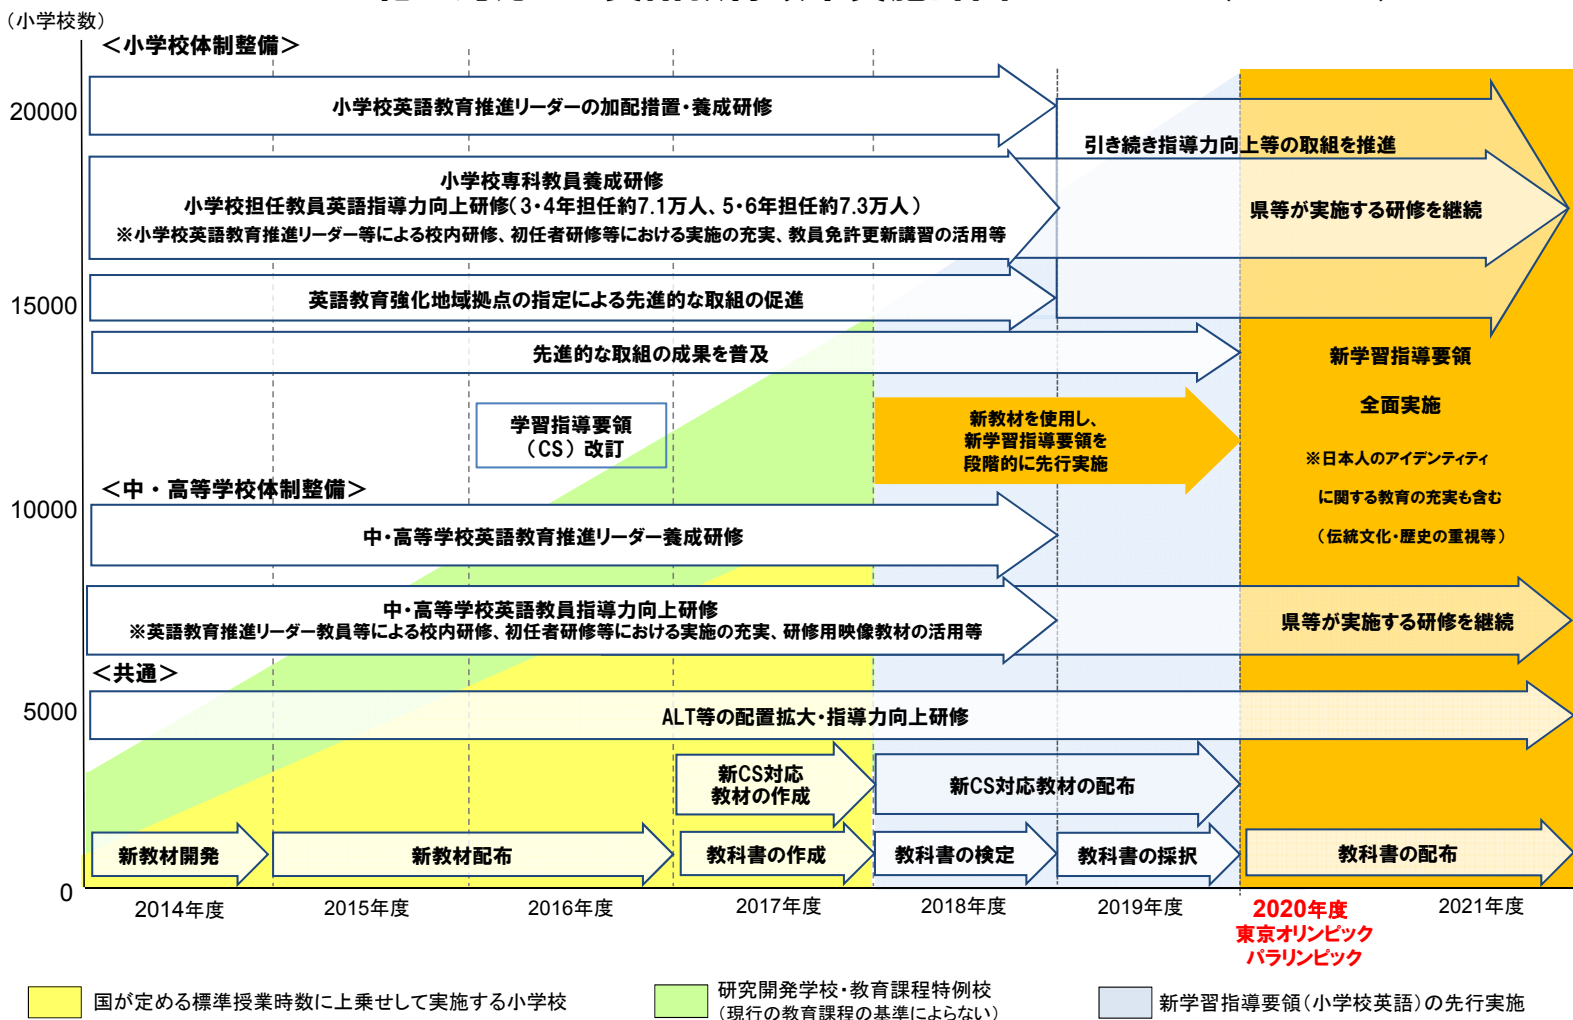 （小学校数）
＜小学校体制整備＞
20000
小学校英語教育推進リーダーの加配措置・養成研修
引き続き指導力向上等の取組を推進
小学校専科教員養成研修
小学校担任教員英語指導力向上研修（３・４年担任約7.1万人、５・６年担任約7.3万人）
※小学校英語教育推進リーダー等による校内研修、初任者研修等における実施の充実、教員免許更新講習の活用等
県等が実施する研修を継続
15000
英語教育強化地域拠点の指定による先進的な取組の促進
先進的な取組の成果を普及
新学習指導要領
全面実施
※日本人のアイデンティティ
に関する教育の充実も含む
（伝統文化・歴史の重視等）
学習指導要領
（CS）改訂
新教材を使用し、
新学習指導要領を
段階的に先行実施
＜中・高等学校体制整備＞
10000
中・高等学校英語教育推進リーダー養成研修
中・高等学校英語教員指導力向上研修
※英語教育推進リーダー教員等による校内研修、初任者研修等における実施の充実、研修用映像教材の活用等
県等が実施する研修を継続
＜共通＞
5000
ALT等の配置拡大・指導力向上研修
新CS対応
教材の作成
新CS対応教材の配布
新教材開発
新教材配布
教科書の作成
教科書の検定
教科書の採択
教科書の配布
0
2014年度
2015年度
2016年度
2017年度
2018年度
2019年度
2020年度
東京オリンピック
パラリンピック
2021年度
国が定める標準授業時数に上乗せして実施する小学校
研究開発学校・教育課程特例校
（現行の教育課程の基準によらない）
新学習指導要領（小学校英語）の先行実施